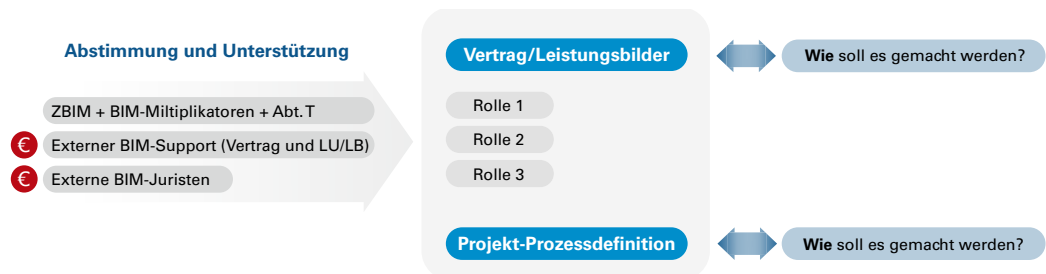 Abstimmung und Unterstützung
ZBIM + BIM-Miltiplikatoren + Abt. T
€ Externer BIM-Support (Vertrag und LU/LB)
€ Externe BIM-Juristen
Vertrag/Leistungsbilder
Rolle 1
Rolle 2
Rolle 3
Projekt-Prozessdefinition
Wie soll es gemacht werden?
Wie soll es gemacht werden?